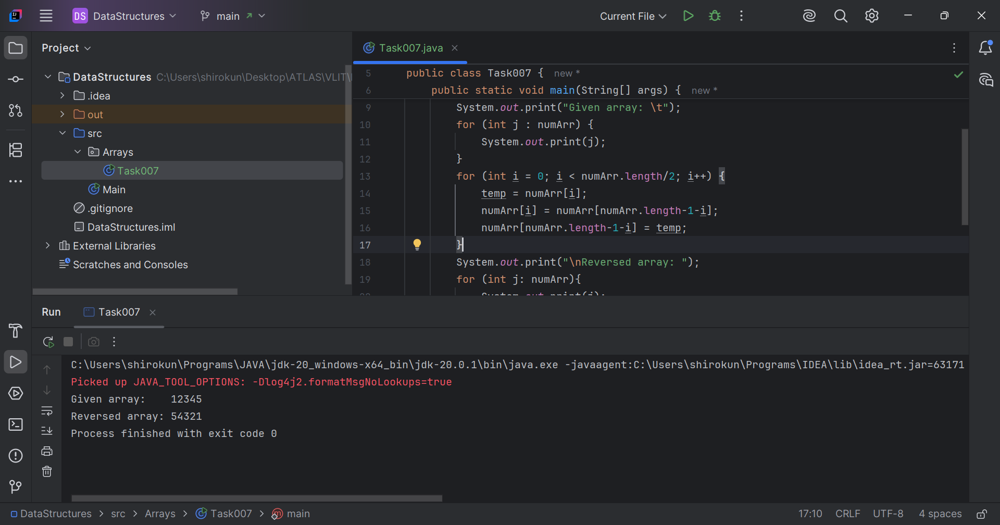 DS DataStructures main Current File
Project
DataStructures C:\Users\shirokun\Desktop\ATLAS\VLIT\
.idea
out
src
Arrays
Task007
Main
.gitignore
DataStructures.iml
External Libraries
Scratches and Consoles
Task007.java
5 public class Task007 { new *
6 public static void main(String[] args) { new *
9 System.out.print("Given array: \t");
10 for (int j : numArr) {
11 System.out.print(j);
12 }
13 for (int i = 0; i < numArr.length/2; i++) {
14 temp = numArr[i];
15 numArr[i] = numArr[numArr.length-1-i];
16 numArr[numArr.length-1-i] = temp;
17 }
18 System.out.print("\nReversed array: ");
19 for (int j: numArr){
20 System.out.print(j);
Run Task007
C:\Users\shirokun\Programs\JAVA\jdk-20_windows-x64_bin\jdk-20.0.1\bin\java.exe -javaagent:C:\Users\shirokun\Programs\IDEA\lib\idea_rt.jar=63171
Picked up JAVA_TOOL_OPTIONS: -Dlog4j2.formatMsgNoLookups=true
Given array: 12345
Reversed array: 54321
Process finished with exit code 0
DataStructures > src > Arrays > Task007 > main 17:10 CRLF UTF-8 4 spaces